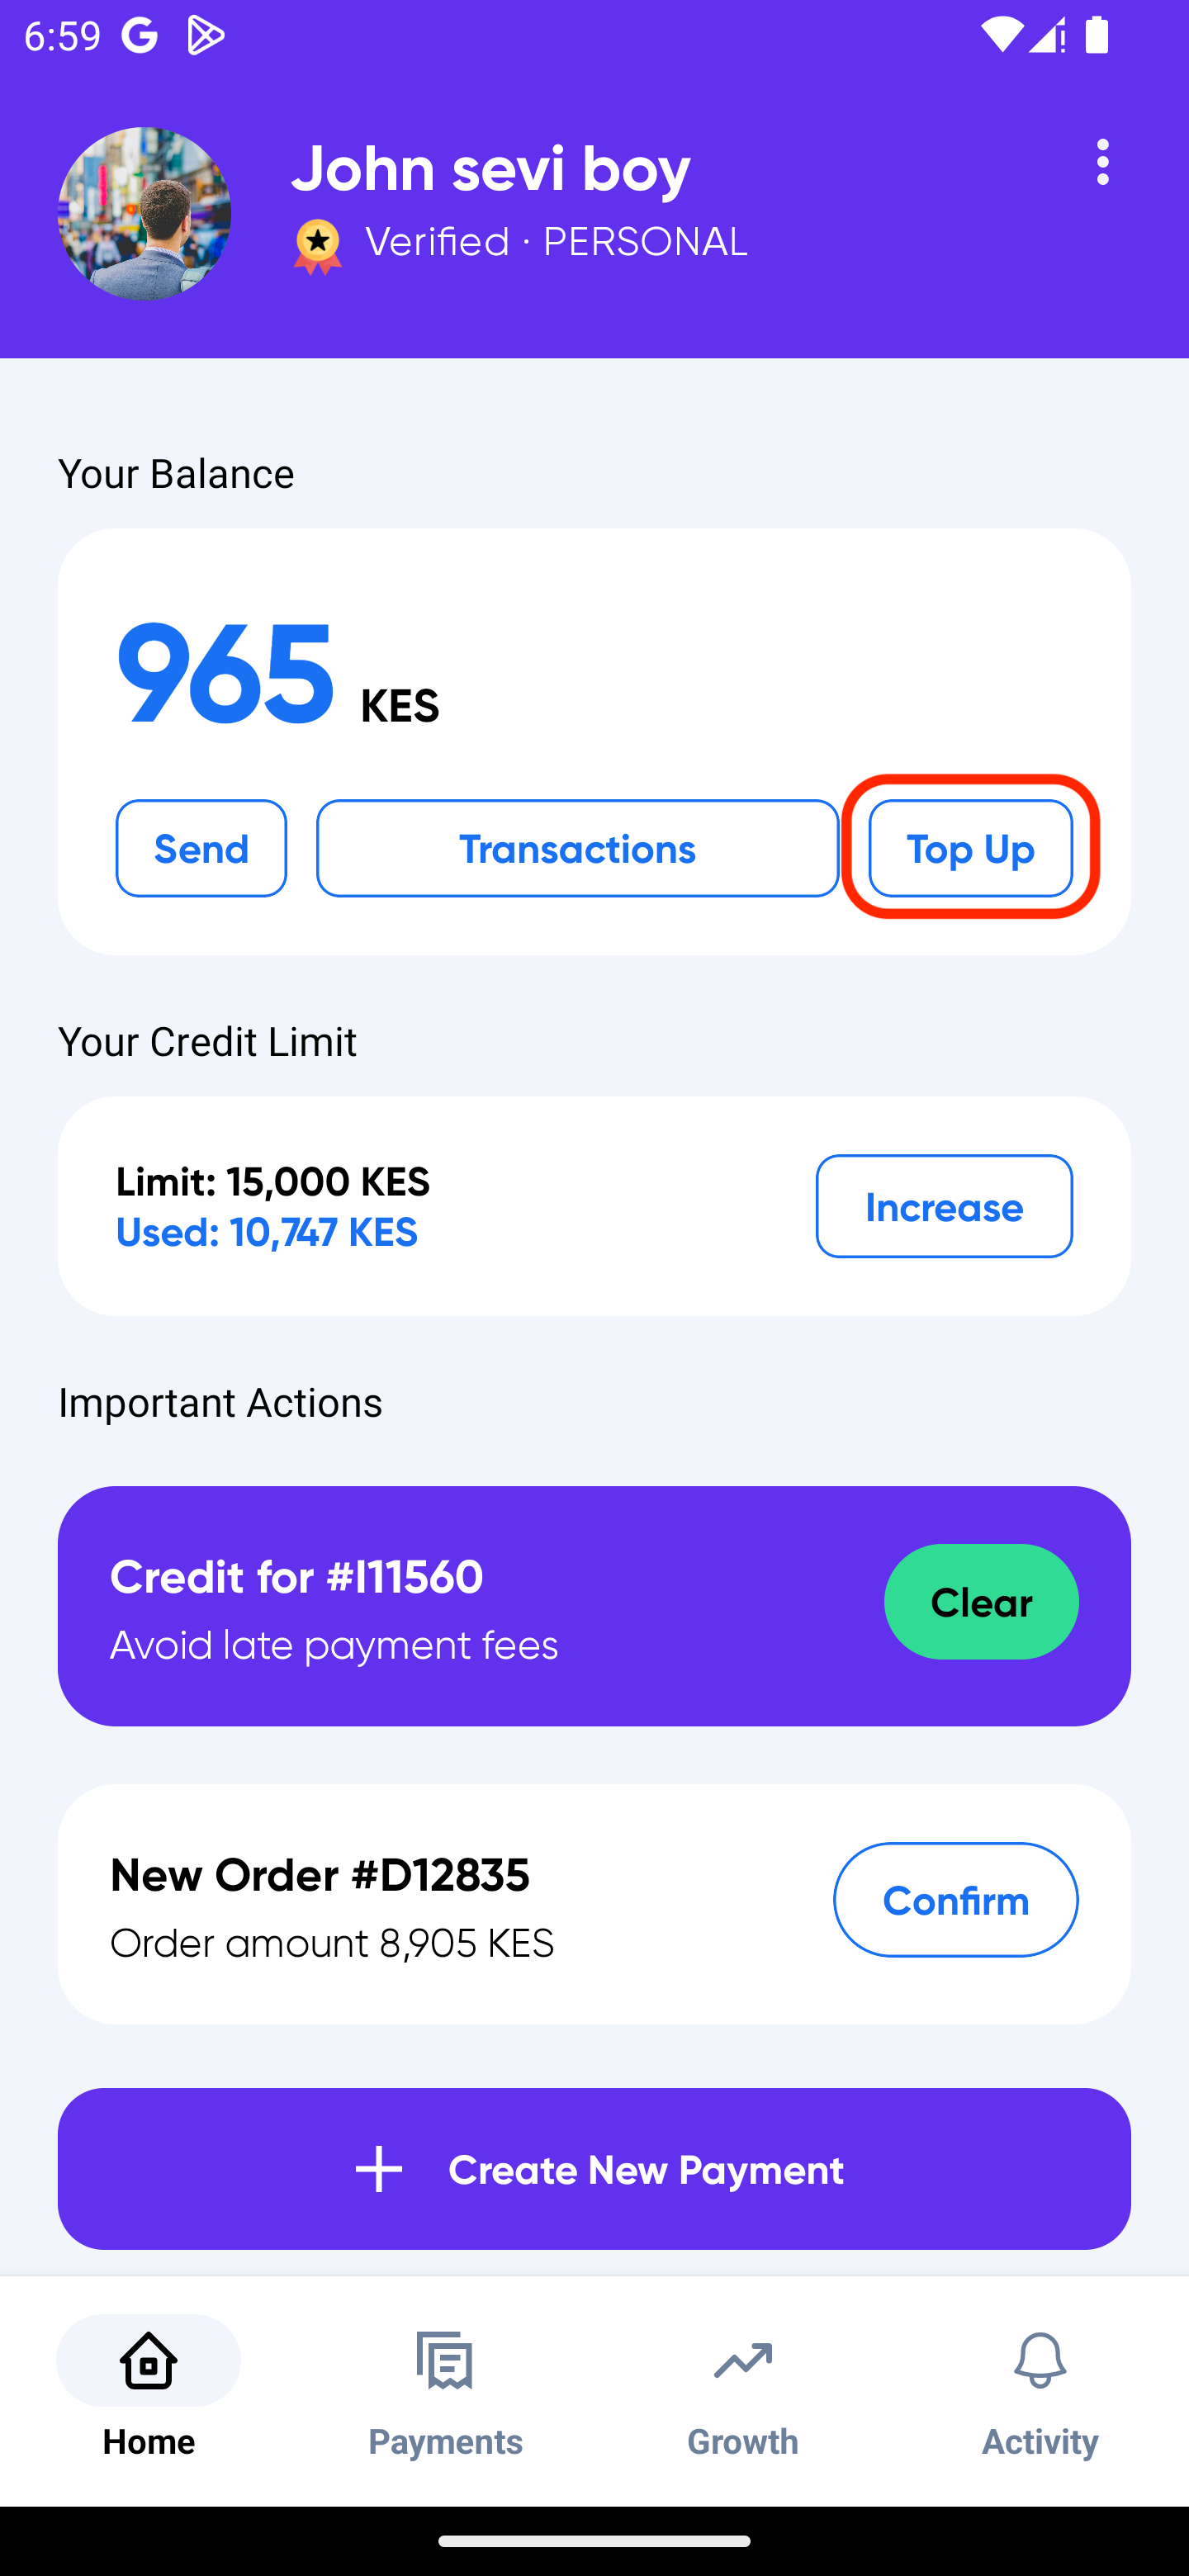 6:59
John sevi boy
Verified · PERSONAL
Your Balance
965 KES
Send Transactions Top Up
Your Credit Limit
Limit: 15,000 KES
Used: 10,747 KES
Increase
Important Actions
Credit for #I11560
Avoid late payment fees
Clear
New Order #D12835
Order amount 8,905 KES
Confirm
Create New Payment
Home Payments Growth Activity